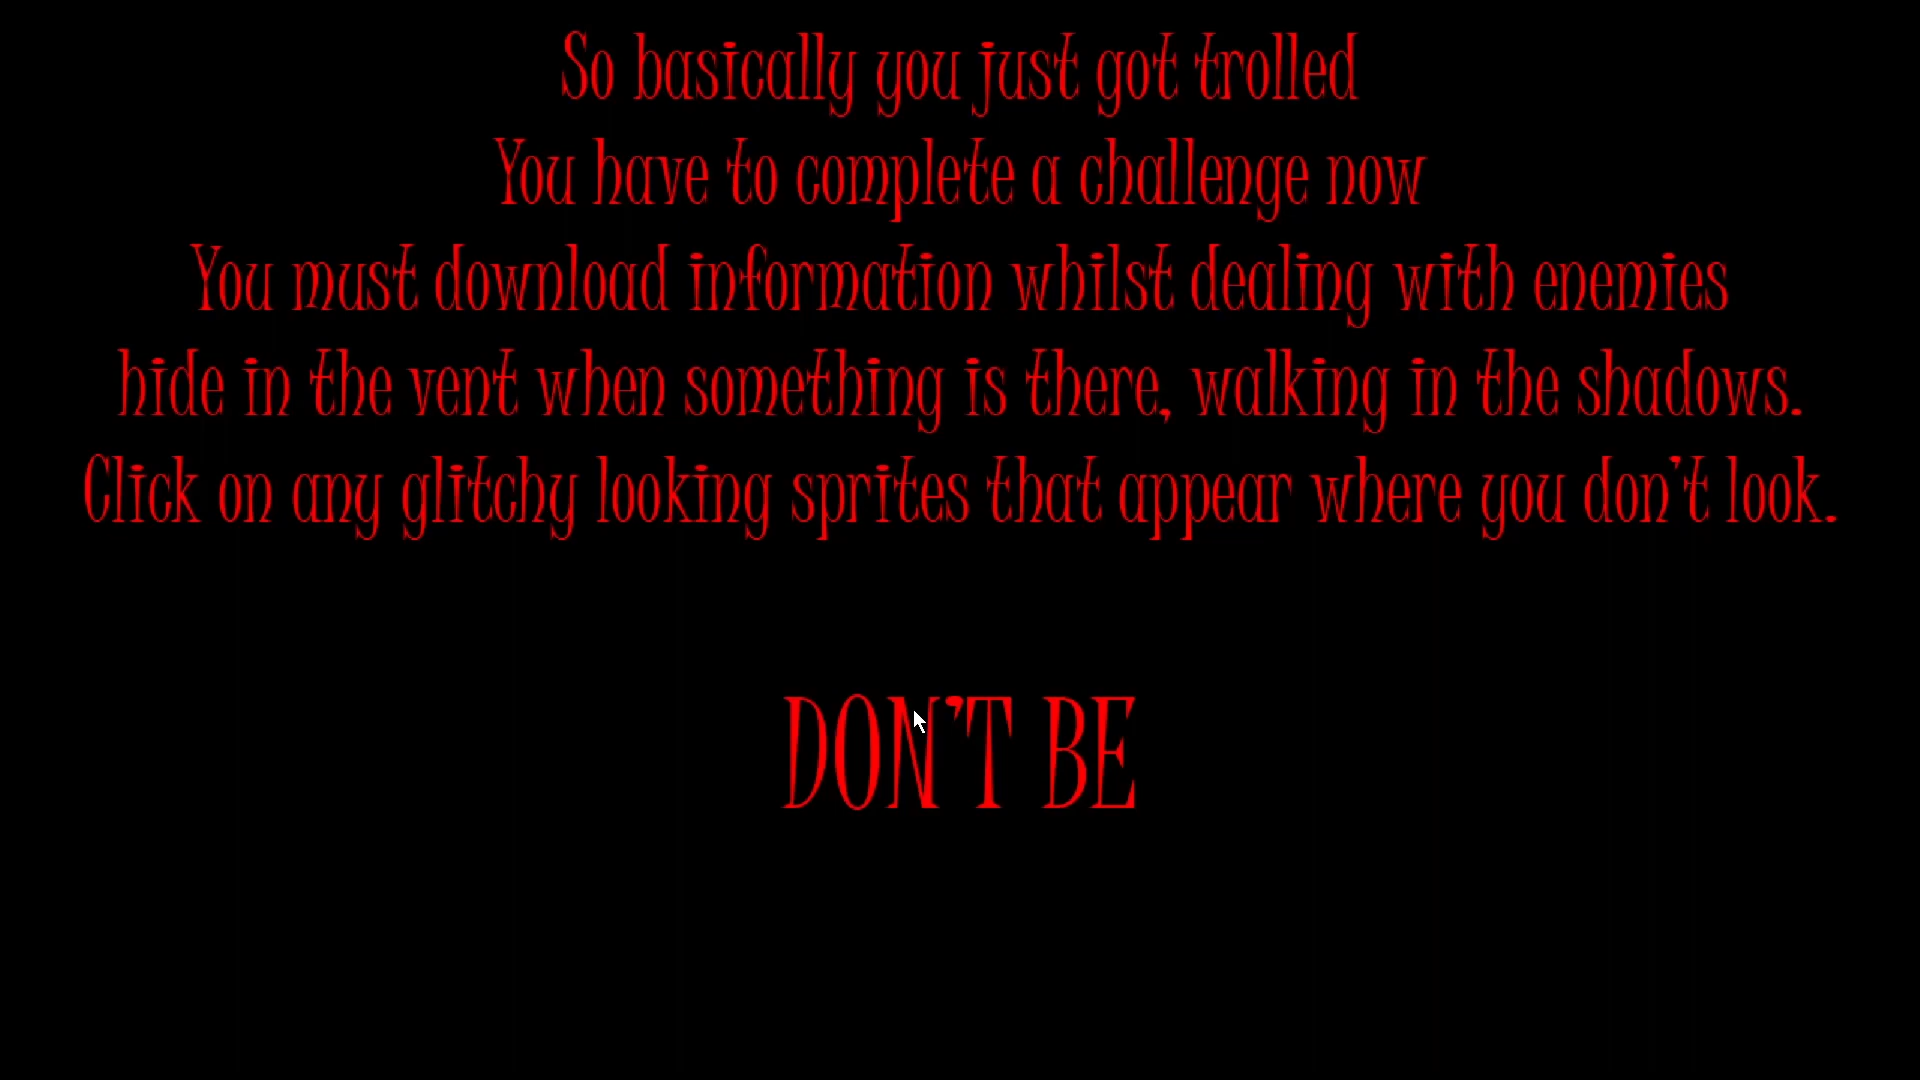 So basically you just got trolled
You have to complete a challenge now
You must download information whilst dealing with enemies
hide in the vent when something is there, walking in the shadows.
Click on any glitchy looking sprites that appear where you don't look.
DON'T BE